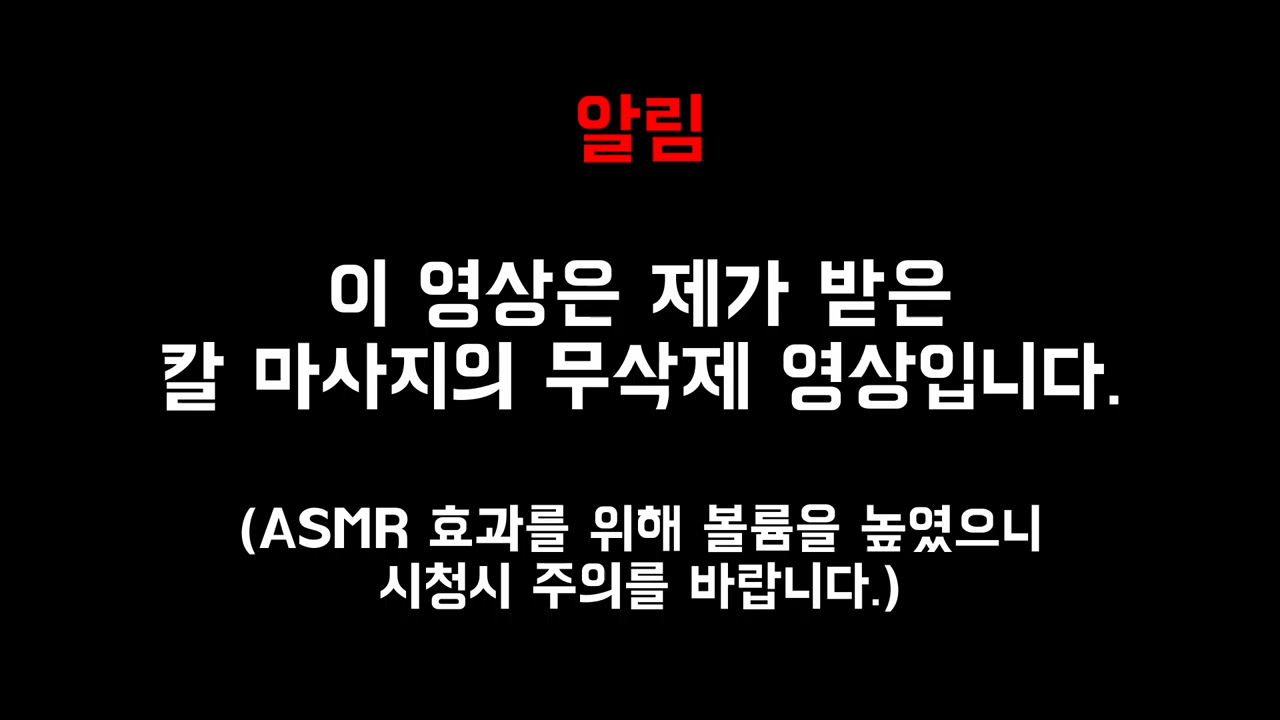 알림
이 영상은 제가 받은
칼 마사지의 무삭제 영상입니다.
(ASMR 효과를 위해 볼륨을 높였으니
시청시 주의를 바랍니다.)